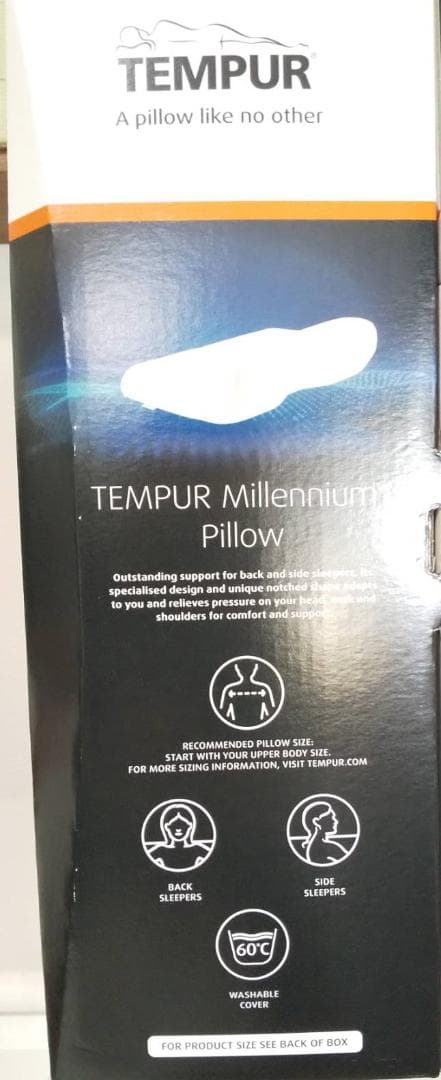 TEMPUR®
A pillow like no other
TEMPUR Millennium
Pillow
Outstanding support for back and side sleepers. Its
specialised design and unique notched shape adapts
to you and relieves pressure on your head, neck and
shoulders for comfort and support.
RECOMMENDED PILLOW SIZE:
START WITH YOUR UPPER BODY SIZE.
FOR MORE SIZING INFORMATION, VISIT TEMPUR.COM
BACK
SLEEPERS
SIDE
SLEEPERS
60°C
WASHABLE
COVER
FOR PRODUCT SIZE SEE BACK OF BOX